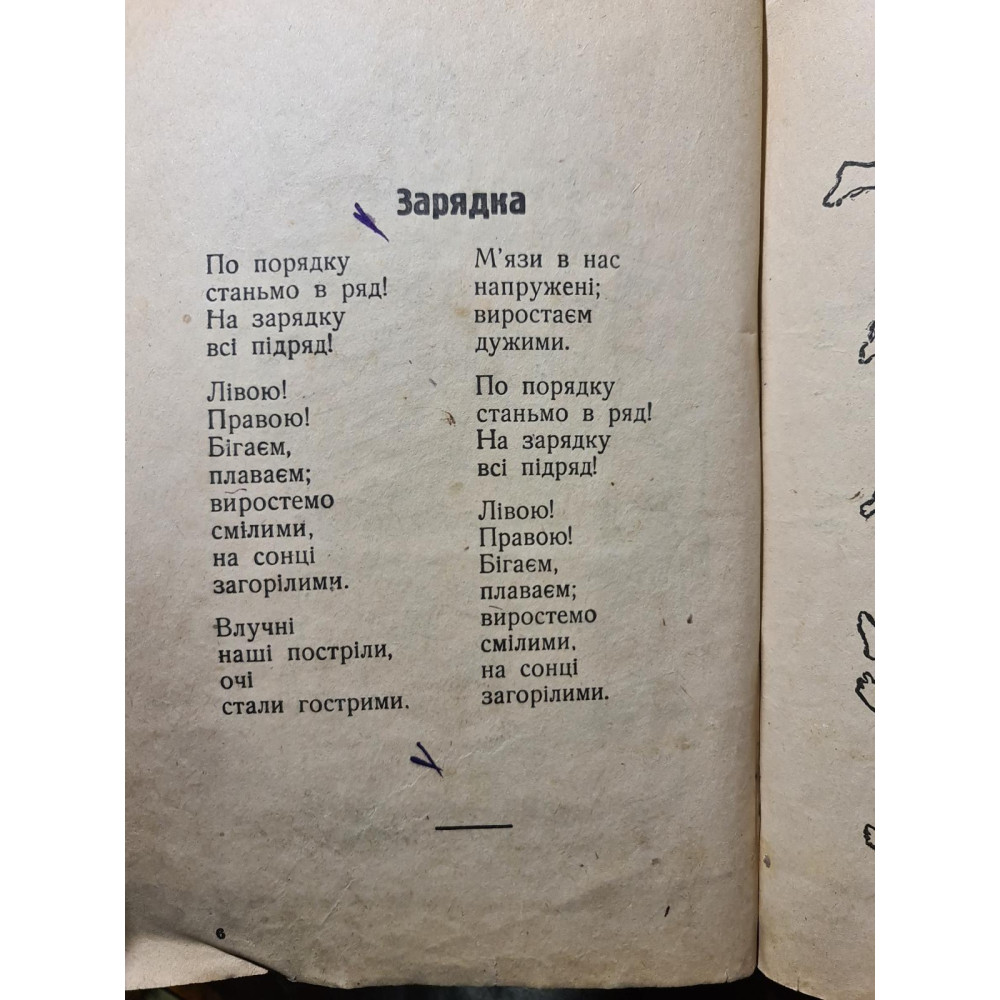 Зарядка
По порядку
станьмо в ряд!
На зарядку
всі підряд!
Лівою!
Правою!
Бігаєм,
плаваєм;
виростемо
смілими,
на сонці
загорілими.
Влучні
наші постріли,
очі
стали гострими.
М'язи в нас
напружені;
виростаєм
дужими.
По порядку
станьмо в ряд!
На зарядку
всі підряд!
Лівою!
Правою!
Бігаєм,
плаваєм;
виростемо
смілими,
на сонці
загорілими.
6